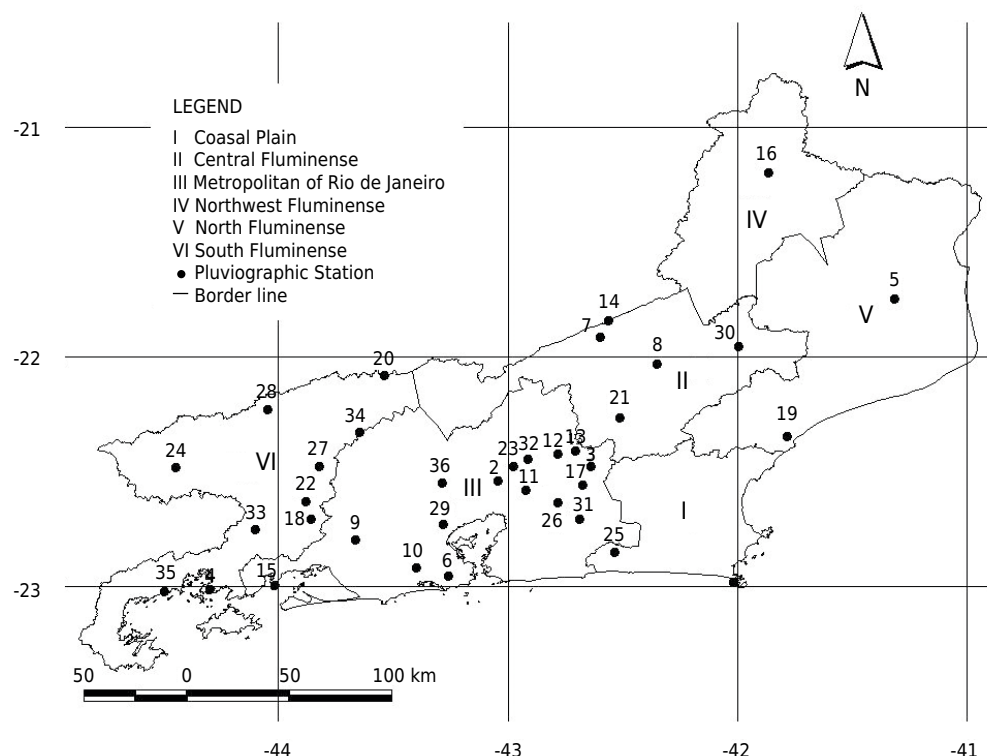 N
-21
LEGEND
I Coasal Plain
II Central Fluminense
III Metropolitan of Rio de Janeiro
IV Northwest Fluminense
V North Fluminense
VI South Fluminense
Pluviographic Station
Border line
16
IV
5
V
14
7
30
8
-22
20
II
28
21
19
34
24
VI
27
23 32 12 13
3
36
2
III
11
17
22
18
26
31
I
33
9
29
25
10
6
35
4
15
-23
50 0 50 100 km
-44 -43 -42 -41